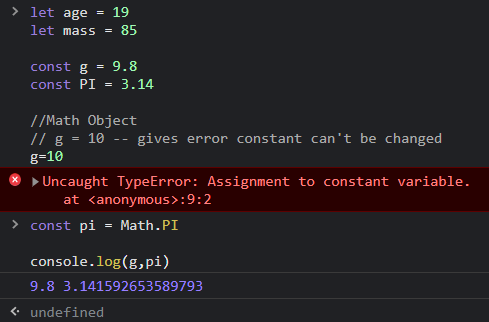 let age = 19
let mass = 85
const g = 9.8
const PI = 3.14
//Math Object
// g = 10 -- gives error constant can't be changed
g=10
Uncaught TypeError: Assignment to constant variable.
at <anonymous>:9:2
const pi = Math.PI
console.log(g,pi)
9.8 3.141592653589793
undefined